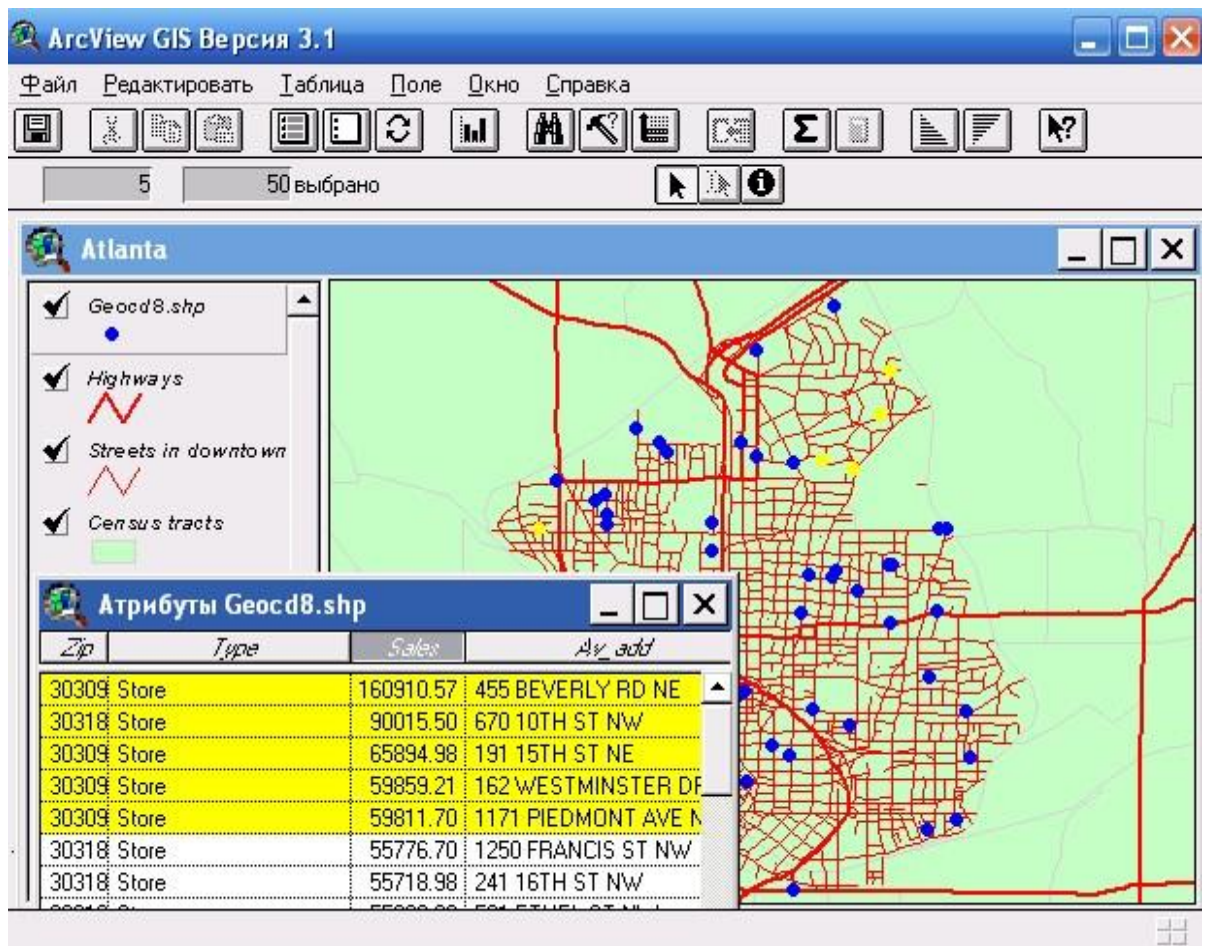 ArcView GIS Версия 3.1
Файл Редактировать Таблица Поле Окно Справка
5 50 выбрано
Atlanta
Geocd8.shp
Highways
Streets in downtown
Census tracts
Атрибуты Geocd8.shp
Zip Type Sales Av_add
30309 Store 160910.57 455 BEVERLY RD NE
30318 Store 90015.50 670 10TH ST NW
30309 Store 65894.98 191 15TH ST NE
30309 Store 59859.21 162 WESTMINSTER DR
30309 Store 59811.70 1171 PIEDMONT AVE N
30318 Store 55776.70 1250 FRANCIS ST NW
30318 Store 55718.98 241 16TH ST NW